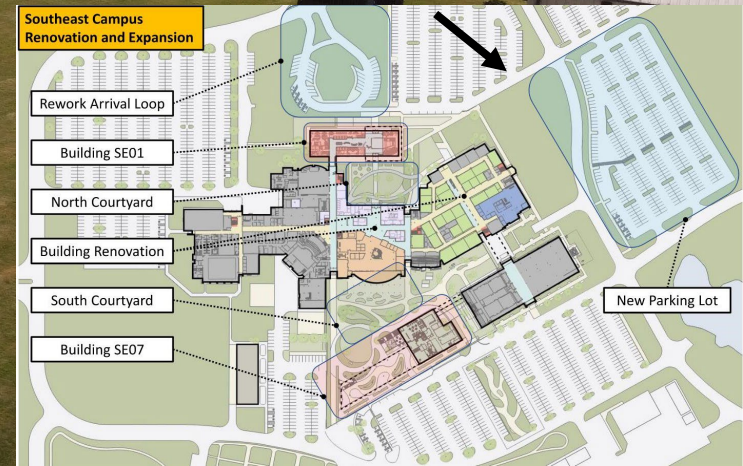 Southeast Campus
Renovation and Expansion
Rework Arrival Loop
Building SE01
North Courtyard
Building Renovation
South Courtyard
New Parking Lot
Building SE07